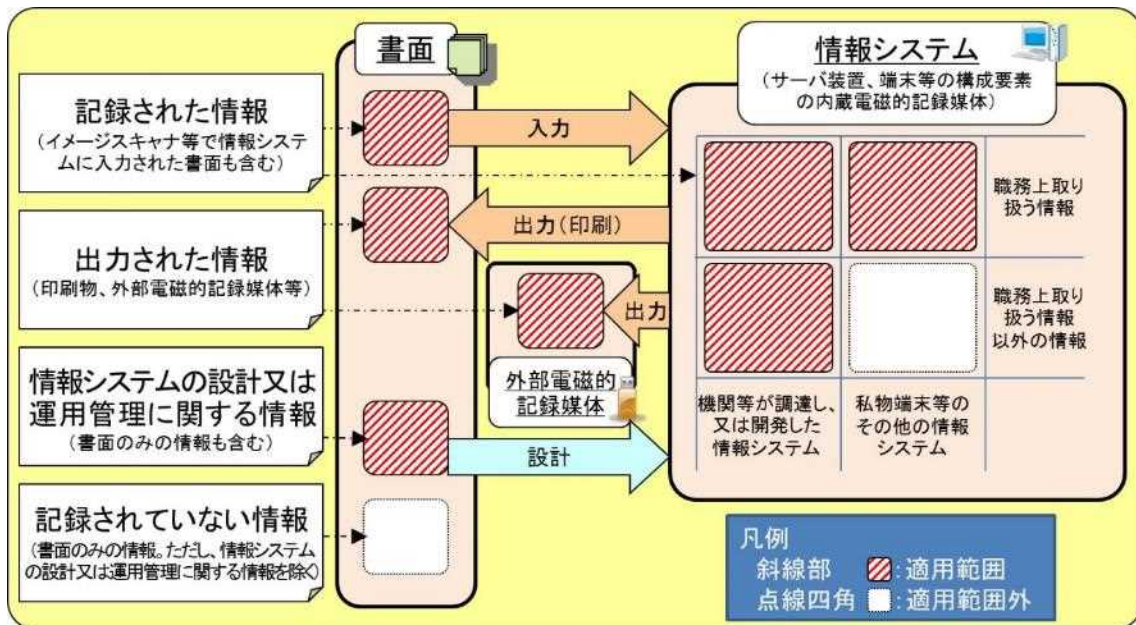 書面
情報システム
(サーバ装置、端末等の構成要素
の内蔵電磁的記録媒体)
記録された情報
(イメージスキャナ等で情報システ
ムに入力された書面も含む)
入力
職務上取り
扱う情報
出力(印刷)
出力された情報
(印刷物、外部電磁的記録媒体等)
出力
職務上取り
扱う情報
以外の情報
外部電磁的
記録媒体
情報システムの設計又は
運用管理に関する情報
(書面のみの情報も含む)
機関等が調達し、
又は開発した
情報システム
私物端末等の
その他の情報
システム
設計
記録されていない情報
(書面のみの情報。ただし、情報システム
の設計又は運用管理に関する情報を除く)
凡例
斜線部 :適用範囲
点線四角 :適用範囲外